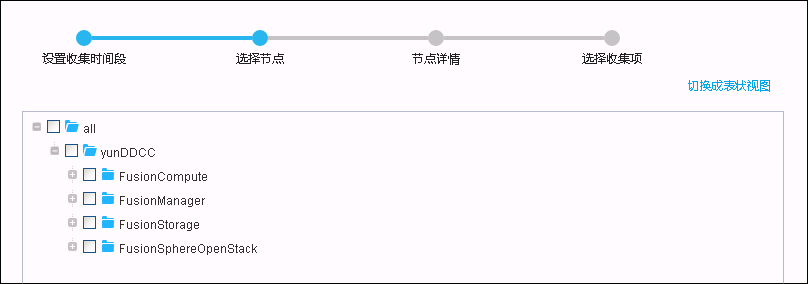 设置收集时间段 选择节点 节点详情 选择收集项
切换成表状视图
all
yunDDCC
FusionCompute
FusionManager
FusionStorage
FusionSphereOpenStack